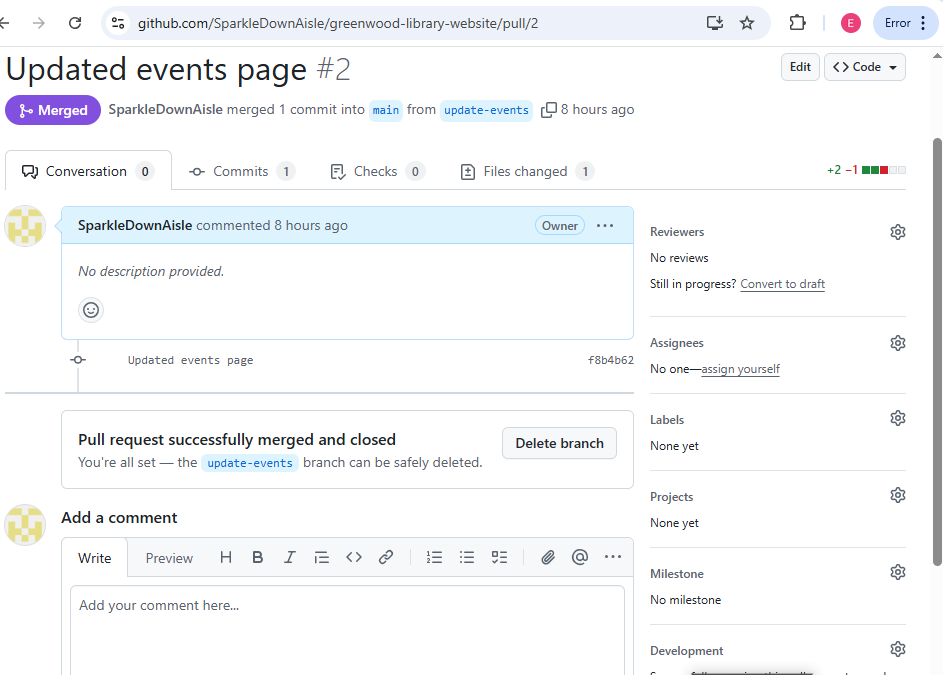 github.com/SparkleDownAisle/greenwood-library-website/pull/2
E
Error
Updated events page #2
Edit
Code
Merged
SparkleDownAisle merged 1 commit into main from update-events 8 hours ago
Conversation 0
Commits 1
Checks 0
Files changed 1
+2 −1
SparkleDownAisle commented 8 hours ago
Owner
No description provided.
Updated events page
f8b4b62
Pull request successfully merged and closed
You're all set — the update-events branch can be safely deleted.
Delete branch
Add a comment
Write
Preview
H B I
Add your comment here...
Reviewers
No reviews
Still in progress? Convert to draft
Assignees
No one—assign yourself
Labels
None yet
Projects
None yet
Milestone
No milestone
Development